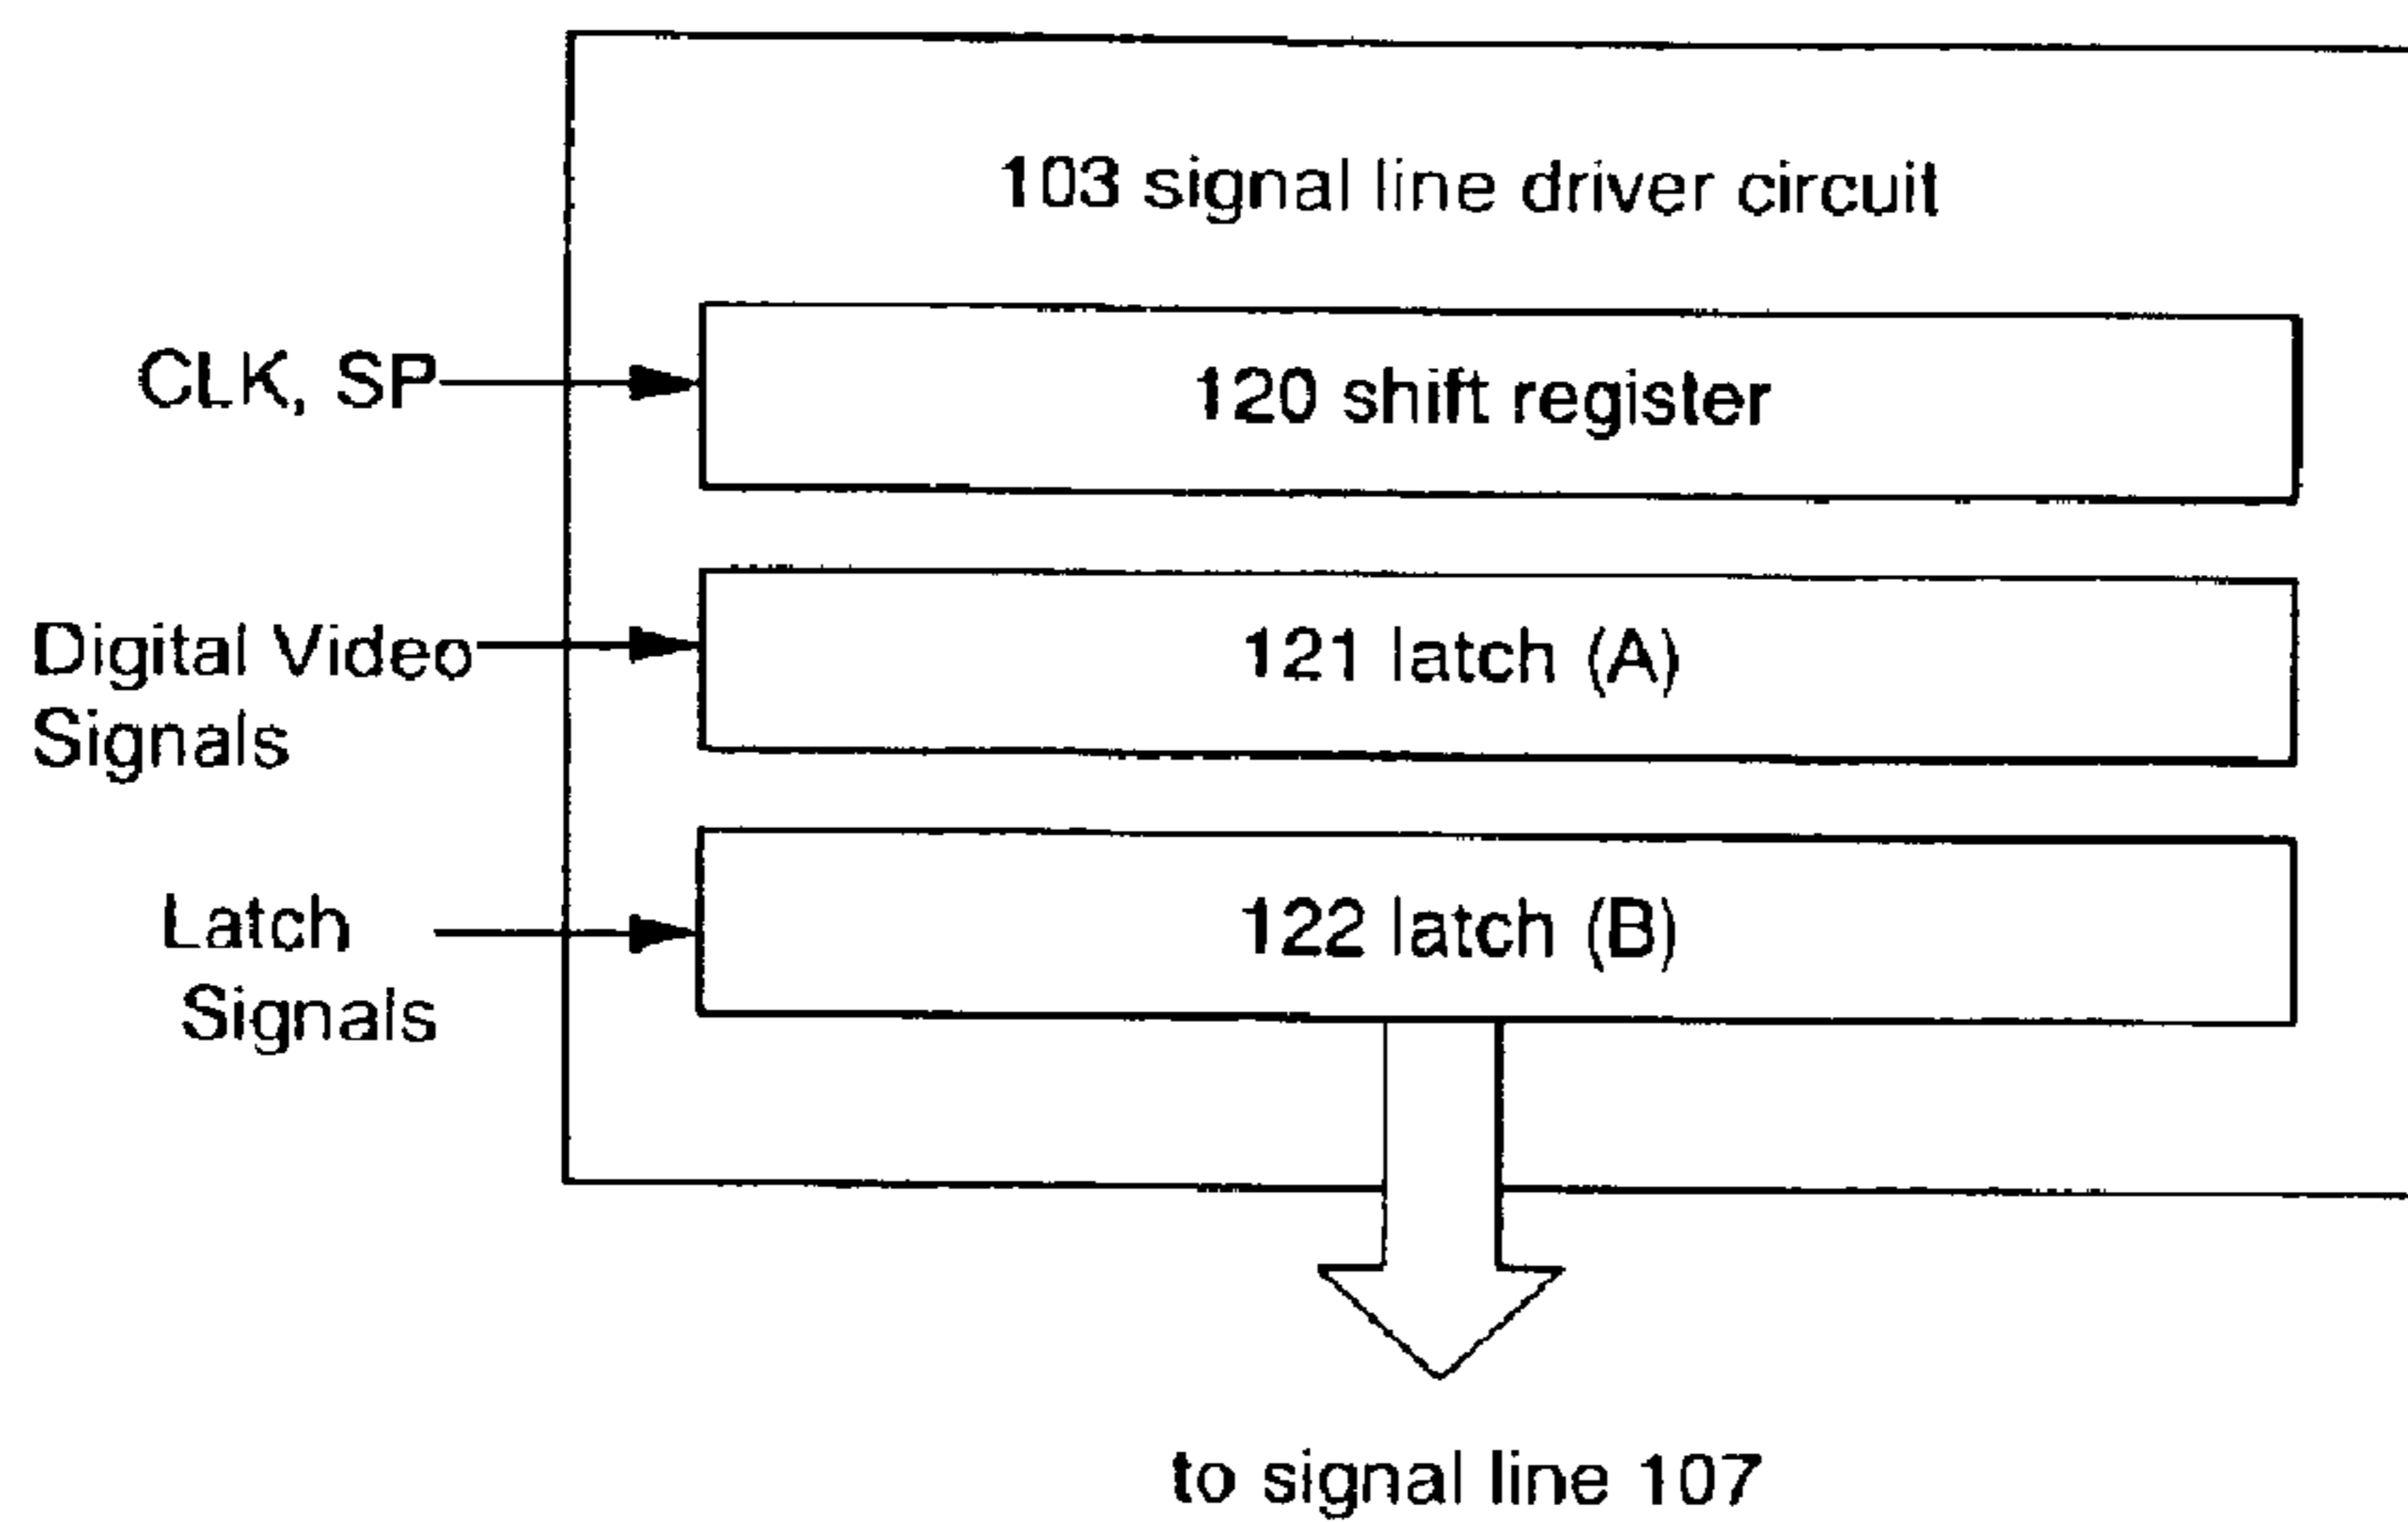 103 signal line driver circuit
CLK, SP
120 shift register
Digital Video
Signals
121 latch (A)
Latch
Signals
122 latch (B)
to signal line 107